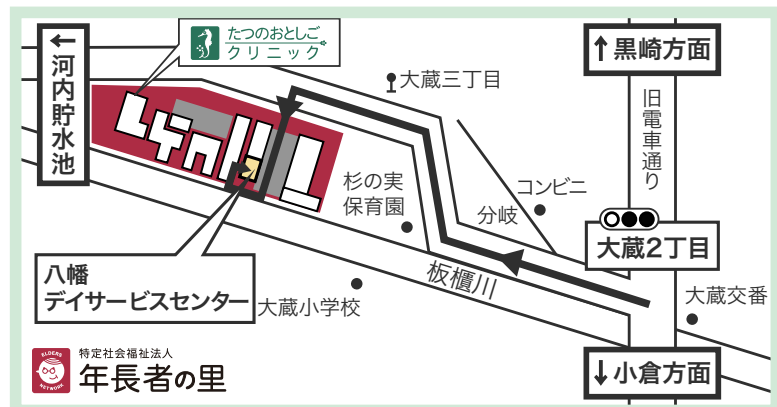 たつのおとしご
クリニック
←
河内貯水池
↑黒崎方面
大蔵三丁目
旧電車通り
杉の実
保育園
コンビニ
分岐
大蔵2丁目
八幡
デイサービスセンター
板櫃川
大蔵小学校
大蔵交番
↓小倉方面
ELDERS
NETWORK
特定社会福祉法人
年長者の里